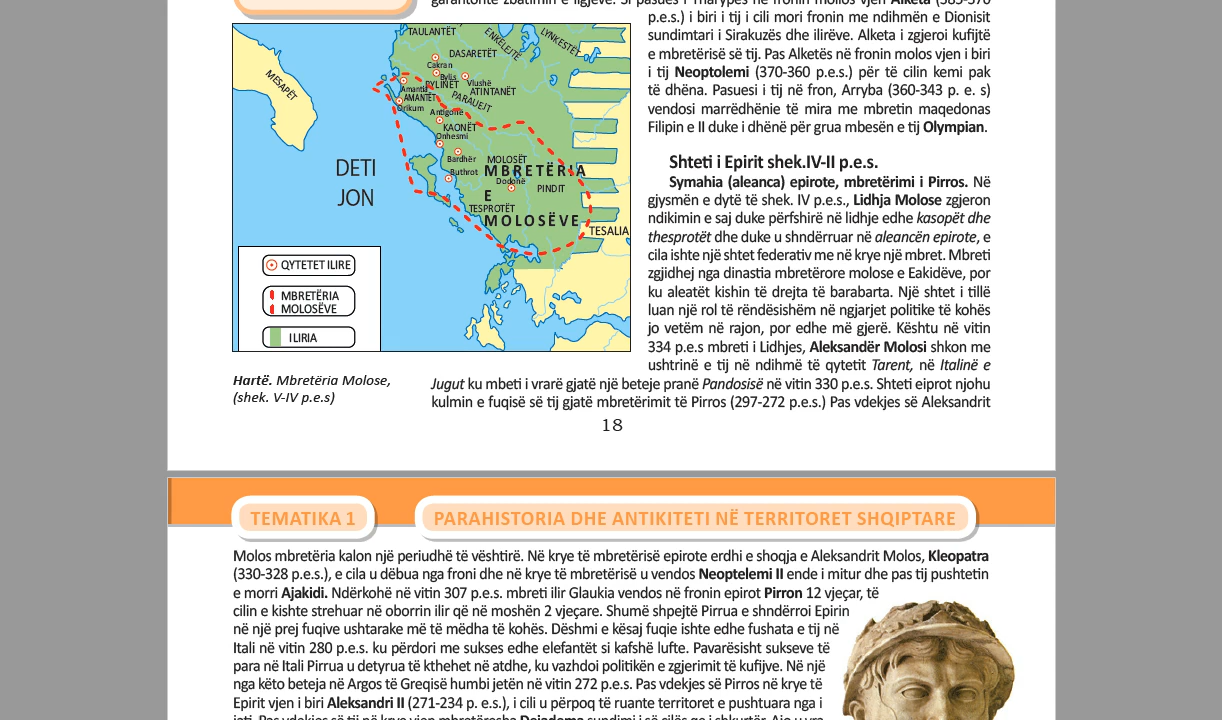 garantonte zbatimin e ligjeve. Si pasues i Tharypës në fronin mollos vjen Alketa (385-370
p.e.s.) i biri i tij i cili mori fronin me ndihmën e Dionisit
sundimtari i Sirakuzës dhe ilirëve. Alketa i zgjeroi kufijtë
e mbretërisë së tij. Pas Alketës në fronin molos vjen i biri
i tij Neoptolemi (370-360 p.e.s.) për të cilin kemi pak
të dhëna. Pasuesi i tij në fron, Arryba (360-343 p. e. s)
vendosi marrëdhënie të mira me mbretin maqedonas
Filipin e II duke i dhënë për grua mbesën e tij Olympian.
Shteti i Epirit shek.IV-II p.e.s.
Symahia (aleanca) epirote, mbretërimi i Pirros. Në
gjysmën e dytë të shek. IV p.e.s., Lidhja Molose zgjeron
ndikimin e saj duke përfshirë në lidhje edhe kasopët dhe
thesprotët dhe duke u shndërruar në aleancën epirote, e
cila ishte një shtet federativ me në krye një mbret. Mbreti
zgjidhej nga dinastia mbretërore molose e Eakidëve, por
ku aleatët kishin të drejta të barabarta. Një shtet i tillë
luan një rol të rëndësishëm në ngjarjet politike të kohës
jo vetëm në rajon, por edhe më gjerë. Kështu në vitin
334 p.e.s mbreti i Lidhjes, Aleksandër Molosi shkon me
ushtrinë e tij në ndihmë të qytetit Tarent, në Italinë e
Jugut ku mbeti i vrarë gjatë një beteje pranë Pandosisë në vitin 330 p.e.s. Shteti eiprot njohu
kulmin e fuqisë së tij gjatë mbretërimit të Pirros (297-272 p.e.s.) Pas vdekjes së Aleksandrit
TAULANTËT
ENKELEJTË
LYNKESTËT
DASARETËT
Cakran
MESAPËT
Bylis
Vlushë
BYLINËT
ATINTANËT
Amantia
AMANTËT
PARAUEJT
Orikum
Antigone
KAONËT
Onhesmi
Bardhër
MOLOSËT
Buthrot
MBRETËRIA
Dodonë
PINDIT
E
TESPROTËT
MOLOSËVE
TESALIA
DETI
JON
QYTETET ILIRE
MBRETËRIA
MOLOSËVE
ILIRIA
Hartë. Mbretëria Molose,
(shek. V-IV p.e.s)
18
TEMATIKA 1
PARAHISTORIA DHE ANTIKITETI NË TERRITORET SHQIPTARE
Molos mbretëria kalon një periudhë të vështirë. Në krye të mbretërisë epirote erdhi e shoqja e Aleksandrit Molos, Kleopatra
(330-328 p.e.s.), e cila u dëbua nga froni dhe në krye të mbretërisë u vendos Neoptelemi II ende i mitur dhe pas tij pushtetin
e morri Ajakidi. Ndërkohë në vitin 307 p.e.s. mbreti ilir Glaukia vendos në fronin epirot Pirron 12 vjeçar, të
cilin e kishte strehuar në oborrin ilir që në moshën 2 vjeçare. Shumë shpejtë Pirrua e shndërroi Epirin
në një prej fuqive ushtarake më të mëdha të kohës. Dëshmi e kësaj fuqie ishte edhe fushata e tij në
Itali në vitin 280 p.e.s. ku përdori me sukses edhe elefantët si kafshë lufte. Pavarësisht sukseve të
para në Itali Pirrua u detyrua të kthehet në atdhe, ku vazhdoi politikën e zgjerimit të kufijve. Në një
nga këto beteja në Argos të Greqisë humbi jetën në vitin 272 p.e.s. Pas vdekjes së Pirros në krye të
Epirit vjen i biri Aleksandri II (271-234 p. e.s.), i cili u përpoq të ruante territoret e pushtuara nga i
jati. Pas vdekjes së tij në krye vjen mbretëresha Deiadema sundimi i së cilës qe i shkurtër. Ajo u vra